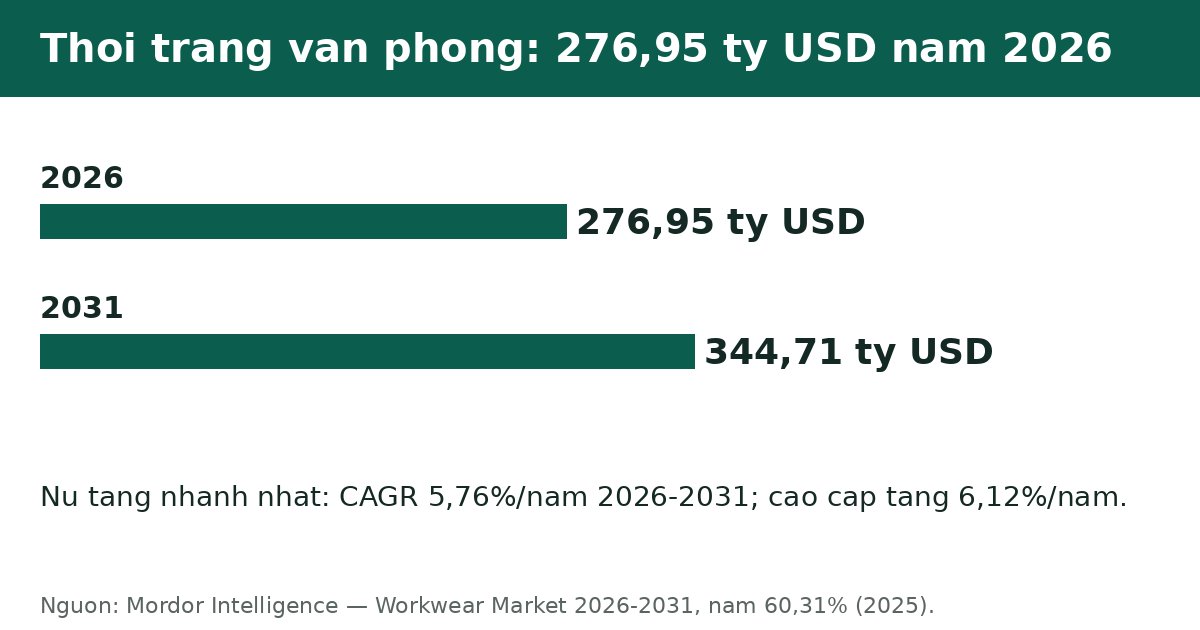 Thoi trang van phong: 276,95 ty USD nam 2026
2026
276,95 ty USD
2031
344,71 ty USD
Nu tang nhanh nhat: CAGR 5,76%/nam 2026-2031; cao cap tang 6,12%/nam.
Nguon: Mordor Intelligence — Workwear Market 2026-2031, nam 60,31% (2025).